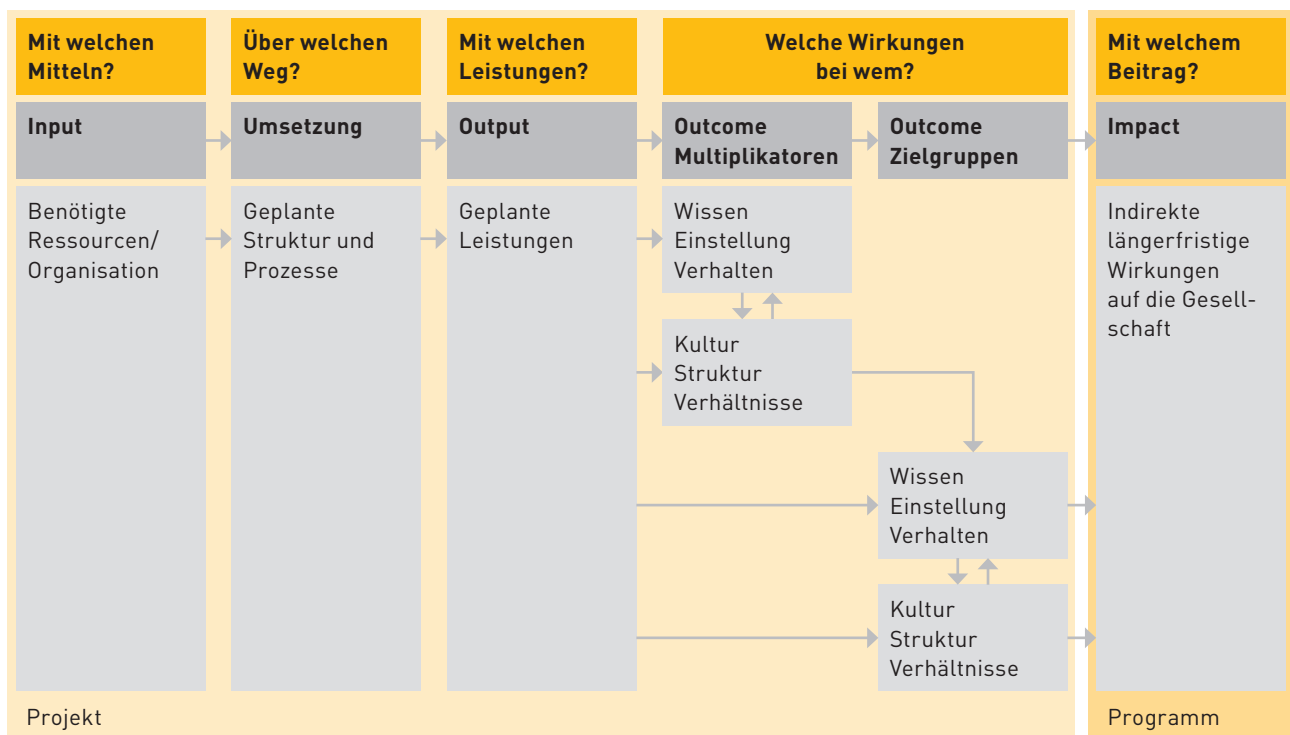 Mit welchen
Mitteln?
Über welchen
Weg?
Mit welchen
Leistungen?
Welche Wirkungen
bei wem?
Mit welchem
Beitrag?
Input
Umsetzung
Output
Outcome
Multiplikatoren
Outcome
Zielgruppen
Impact
Benötigte
Ressourcen/
Organisation
Geplante
Struktur und
Prozesse
Geplante
Leistungen
Wissen
Einstellung
Verhalten
Kultur
Struktur
Verhältnisse
Wissen
Einstellung
Verhalten
Kultur
Struktur
Verhältnisse
Indirekte
längerfristige
Wirkungen
auf die Gesell-
schaft
Projekt
Programm